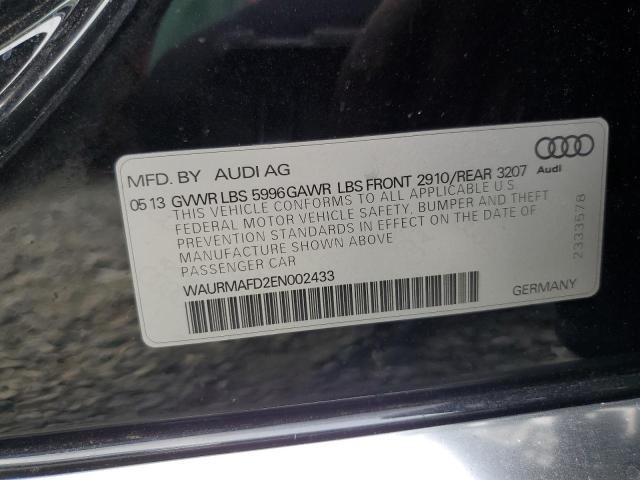 MFD. BY AUDI AG
Audi
05 13 GVWR LBS 5996 GAWR LBS FRONT 2910/REAR 3207
THIS VEHICLE CONFORMS TO ALL APPLICABLE U S
FEDERAL MOTOR VEHICLE SAFETY, BUMPER AND THEFT
PREVENTION STANDARDS IN EFFECT ON THE DATE OF
MANUFACTURE SHOWN ABOVE
PASSENGER CAR
WAURMAFD2EN002433
GERMANY
2333578